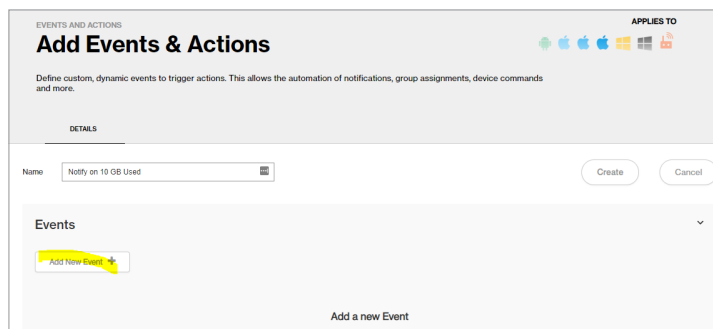 EVENTS AND ACTIONS
APPLIES TO
Add Events & Actions
Define custom, dynamic events to trigger actions. This allows the automation of notifications, group assignments, device commands
and more.
DETAILS
Name Notify on 10 GB Used Create Cancel
Events
Add New Event +
Add a new Event